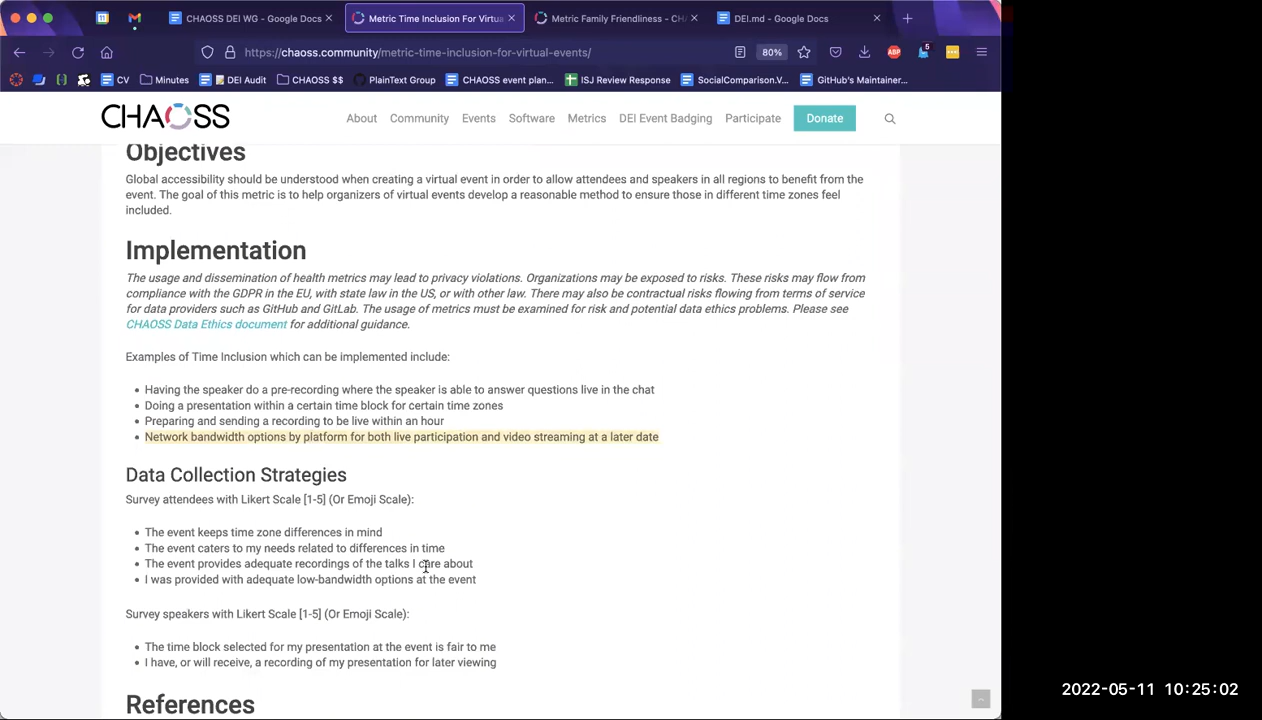 CHAOSS DEI WG - Google Docs
Metric Time Inclusion For Virtua
Metric Family Friendliness - CHA
DEI.md - Google Docs
https://chaoss.community/metric-time-inclusion-for-virtual-events/
80%
ABP
5
CV
Minutes
DEI Audit
CHAOSS $$
PlainText Group
CHAOSS event plan...
ISJ Review Response
SocialComparison.V...
GitHub's Maintainer...
CHAOSS
About
Community
Events
Software
Metrics
DEI Event Badging
Participate
Donate
Objectives
Global accessibility should be understood when creating a virtual event in order to allow attendees and speakers in all regions to benefit from the
event. The goal of this metric is to help organizers of virtual events develop a reasonable method to ensure those in different time zones feel
included.
Implementation
The usage and dissemination of health metrics may lead to privacy violations. Organizations may be exposed to risks. These risks may flow from
compliance with the GDPR in the EU, with state law in the US, or with other law. There may also be contractual risks flowing from terms of service
for data providers such as GitHub and GitLab. The usage of metrics must be examined for risk and potential data ethics problems. Please see
CHAOSS Data Ethics document for additional guidance.
Examples of Time Inclusion which can be implemented include:
• Having the speaker do a pre-recording where the speaker is able to answer questions live in the chat
• Doing a presentation within a certain time block for certain time zones
• Preparing and sending a recording to be live within an hour
• Network bandwidth options by platform for both live participation and video streaming at a later date
Data Collection Strategies
Survey attendees with Likert Scale [1-5] (Or Emoji Scale):
• The event keeps time zone differences in mind
• The event caters to my needs related to differences in time
• The event provides adequate recordings of the talks I care about
• I was provided with adequate low-bandwidth options at the event
Survey speakers with Likert Scale [1-5] (Or Emoji Scale):
• The time block selected for my presentation at the event is fair to me
• I have, or will receive, a recording of my presentation for later viewing
References
2022-05-11 10:25:02